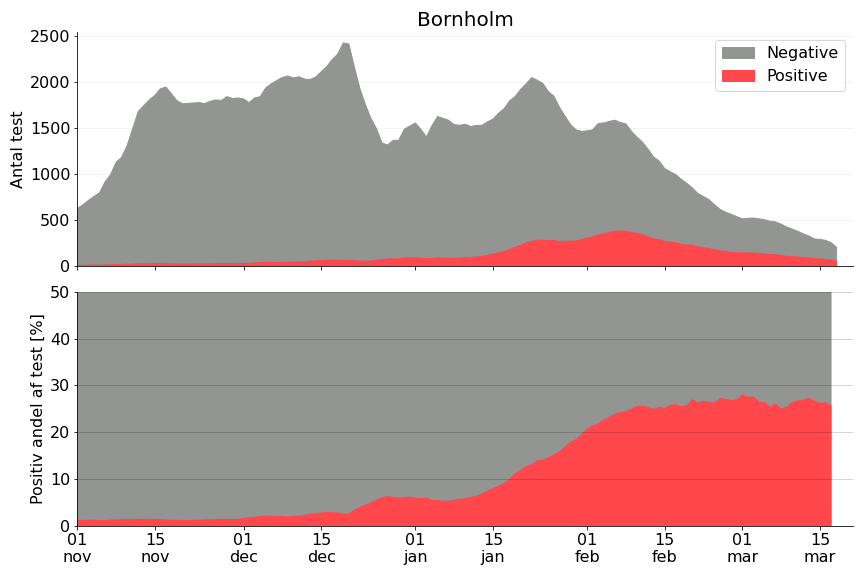 Bornholm
2500
2000
1500
1000
500
0
Antal test
Negative
Positive
50
40
30
20
10
0
Positiv andel af test [%]
01 15 01 15 01 15 01 15 01 15
nov nov dec dec jan jan feb feb mar mar